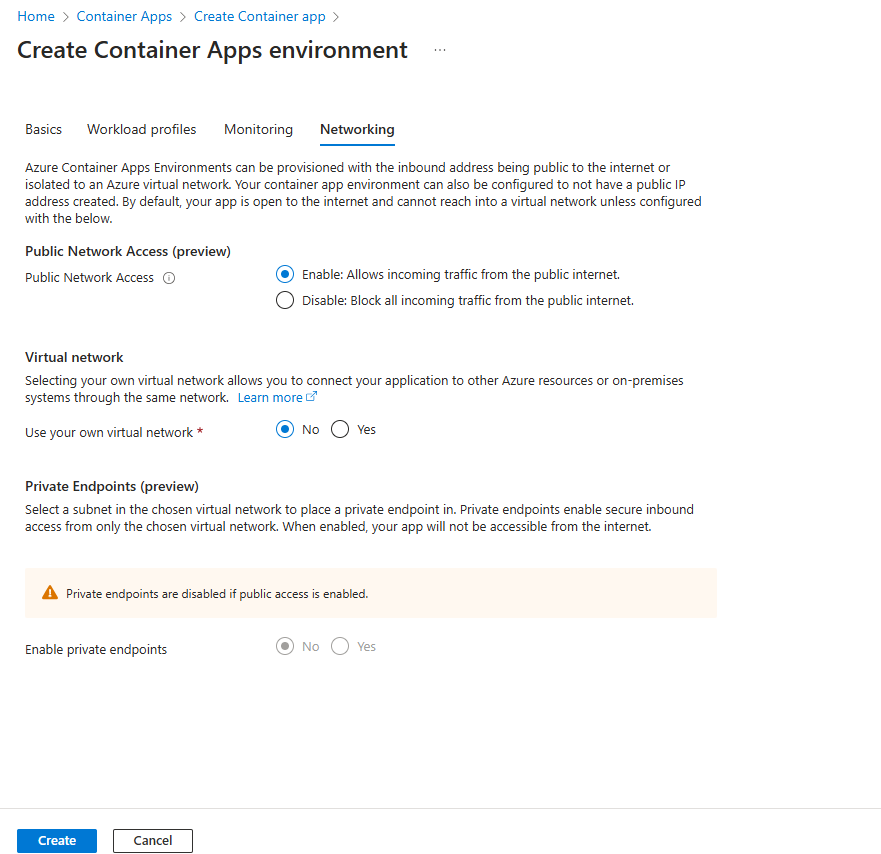 Home > Container Apps > Create Container app >
Create Container Apps environment ...
Basics Workload profiles Monitoring Networking
Azure Container Apps Environments can be provisioned with the inbound address being public to the internet or
isolated to an Azure virtual network. Your container app environment can also be configured to not have a public IP
address created. By default, your app is open to the internet and cannot reach into a virtual network unless configured
with the below.
Public Network Access (preview)
Public Network Access
Enable: Allows incoming traffic from the public internet.
Disable: Block all incoming traffic from the public internet.
Virtual network
Selecting your own virtual network allows you to connect your application to other Azure resources or on-premises
systems through the same network. Learn more
Use your own virtual network * No Yes
Private Endpoints (preview)
Select a subnet in the chosen virtual network to place a private endpoint in. Private endpoints enable secure inbound
access from only the chosen virtual network. When enabled, your app will not be accessible from the internet.
Private endpoints are disabled if public access is enabled.
Enable private endpoints No Yes
Create Cancel